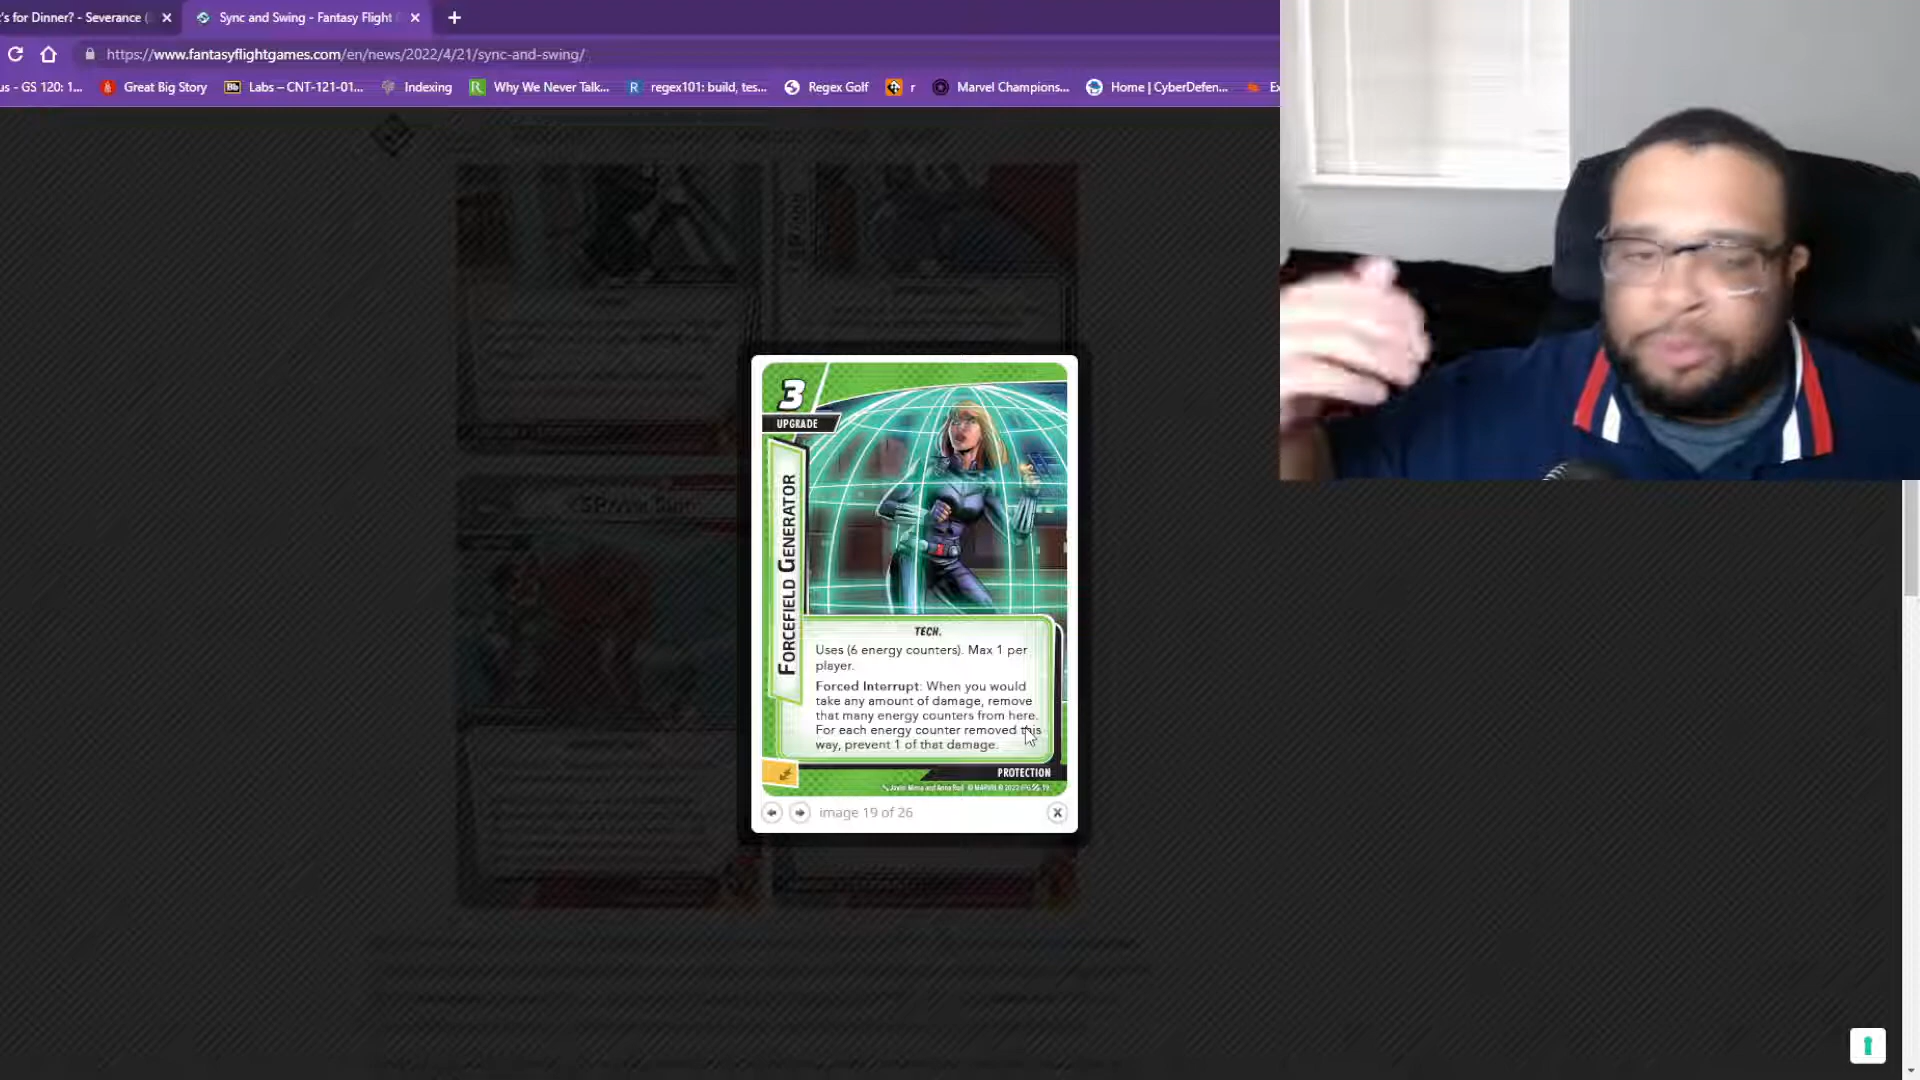 's for Dinner? - Severance (
Sync and Swing - Fantasy Flight
https://www.fantasyflightgames.com/en/news/2022/4/21/sync-and-swing/
us - GS 120: 1...
Great Big Story
Labs – CNT-121-01...
Indexing
Why We Never Talk...
regex101: build, tes...
Regex Golf
r
Marvel Champions...
Home | CyberDefen...
Ex
3
UPGRADE
FORCEFIELD GENERATOR
TECH.
Uses (6 energy counters). Max 1 per
player.
Forced Interrupt: When you would
take any amount of damage, remove
that many energy counters from here.
For each energy counter removed this
way, prevent 1 of that damage.
PROTECTION
image 19 of 26